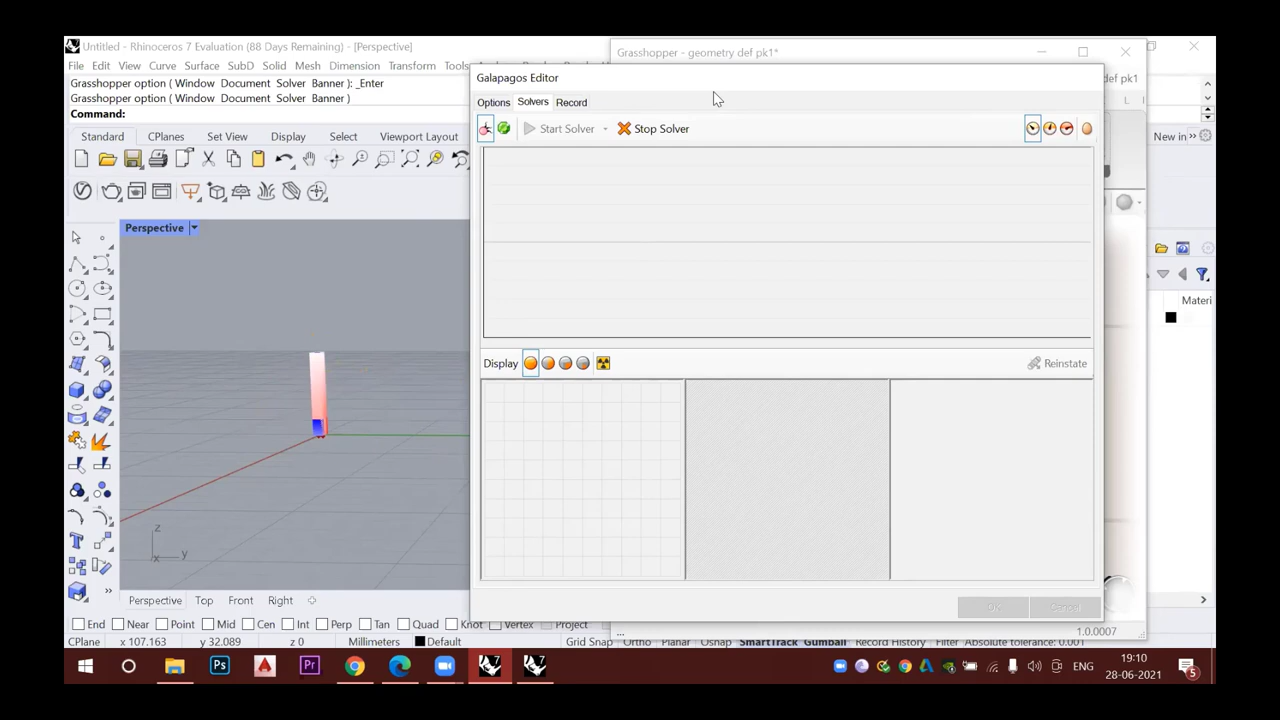 Untitled - Rhinoceros 7 Evaluation (88 Days Remaining) - [Perspective]
Grasshopper - geometry def pk1*
File Edit View Curve Surface SubD Solid Mesh Dimension Transform Tools
Galapagos Editor
def pk1
Grasshopper option ( Window Document Solver Banner ): _Enter
Grasshopper option ( Window Document Solver Banner )
Options Solvers Record
Command:
Start Solver Stop Solver
Standard CPlanes Set View Display Select Viewport Layout
New in
Perspective
Materi
Display
Reinstate
z
y
x
Perspective Top Front Right
OK Cancel
End Near Point Mid Cen Int Perp Tan Quad Knot Vertex Project
...
1.0.0007
CPlane x 107.163 y 32.089 z 0 Millimeters Default Grid Snap Ortho Planar Osnap SmartTrack Gumball Record History Filter Absolute tolerance: 0.001
Ps Pr
ENG
19:10
28-06-2021
5